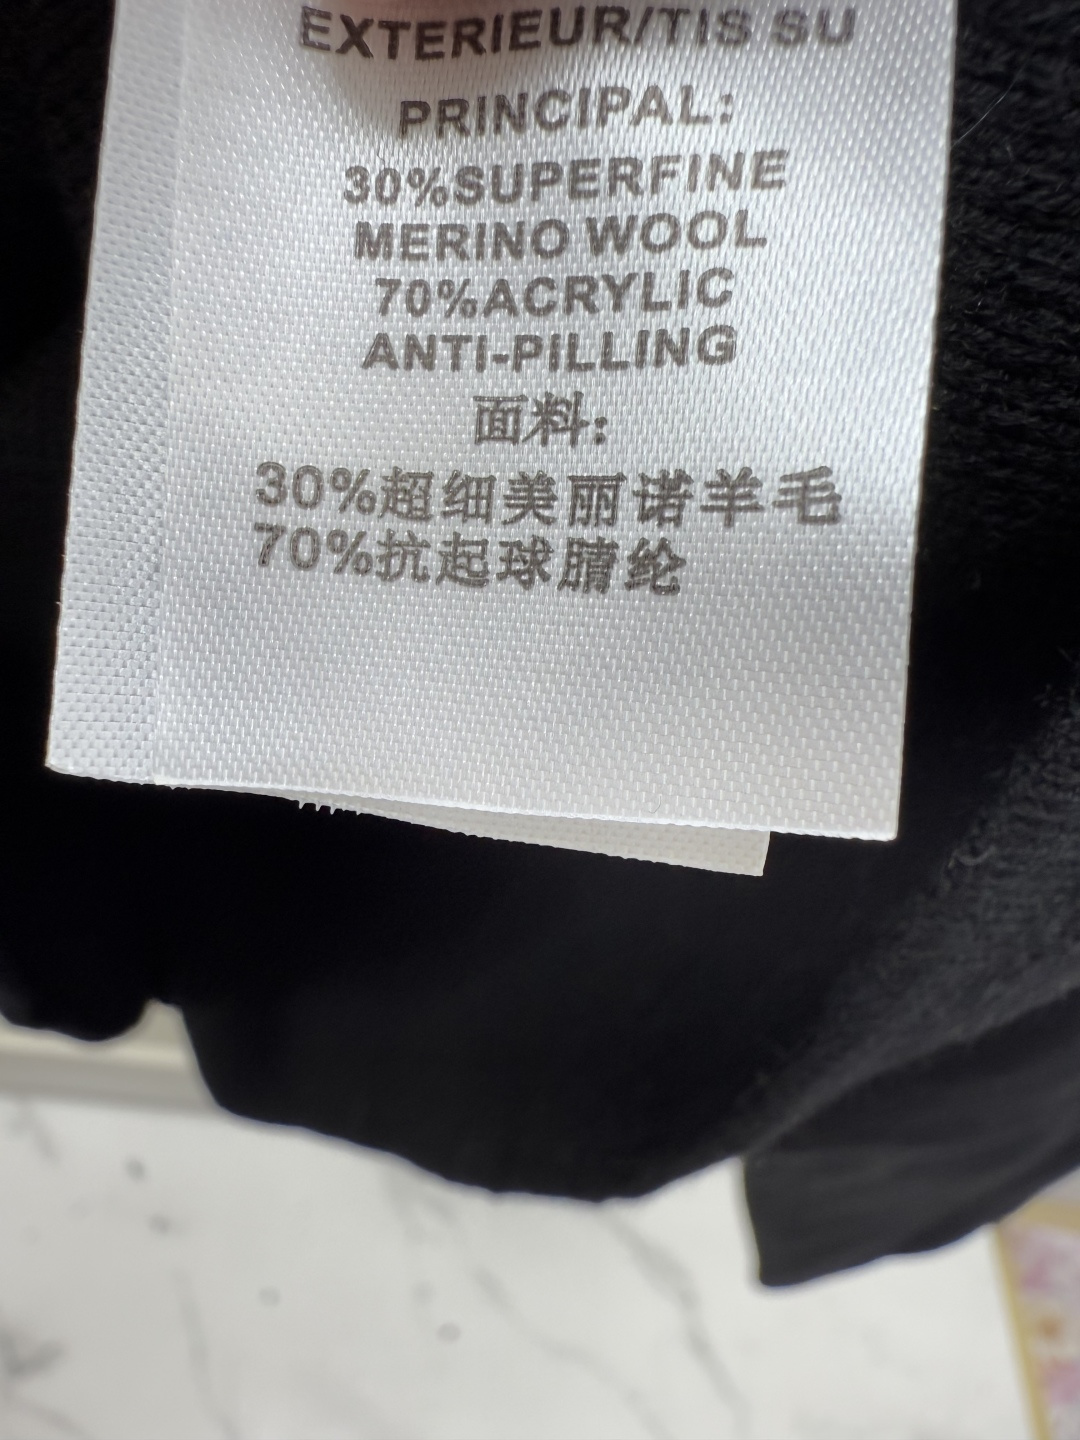 EXTERIEUR/TIS SU
PRINCIPAL:
30%SUPERFINE
MERINO WOOL
70%ACRYLIC
ANTI-PILLING
面料:
30%超细美丽诺羊毛
70%抗起球腈纶